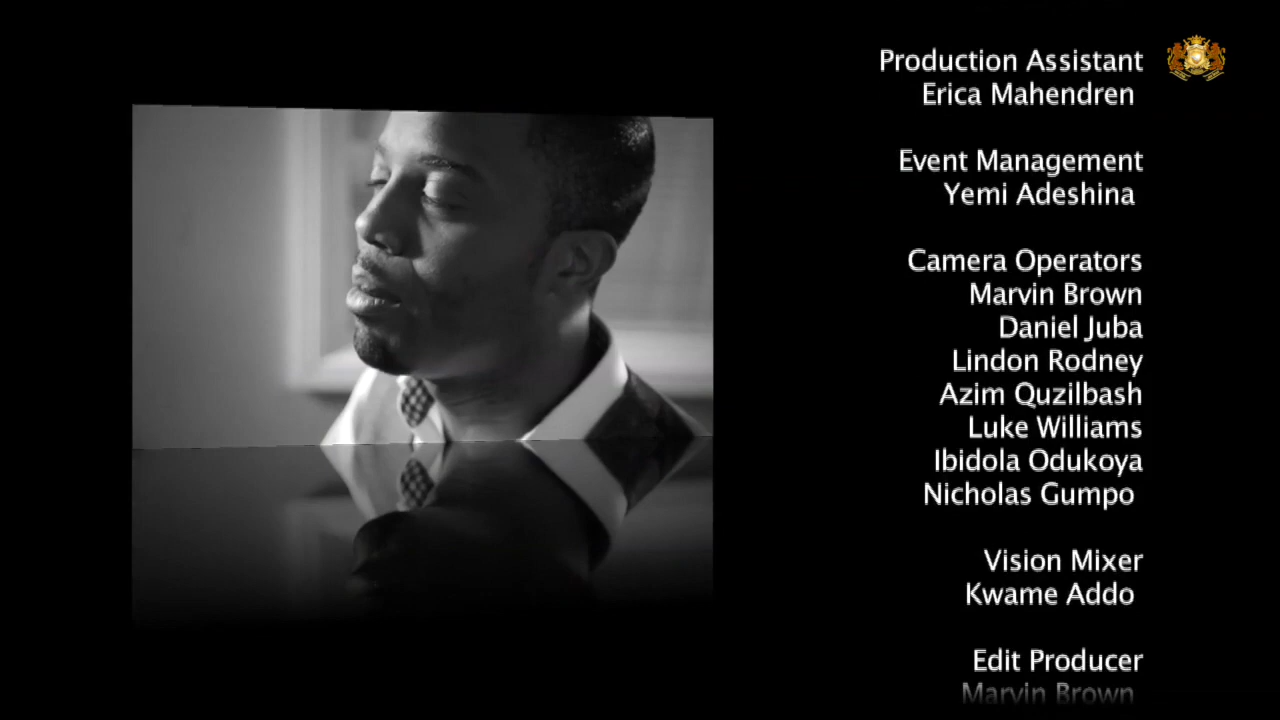 Production Assistant
Erica Mahendren
Event Management
Yemi Adeshina
Camera Operators
Marvin Brown
Daniel Juba
Lindon Rodney
Azim Quzilbash
Luke Williams
Ibidola Odukoya
Nicholas Gumpo
Vision Mixer
Kwame Addo
Edit Producer
Marvin Brown